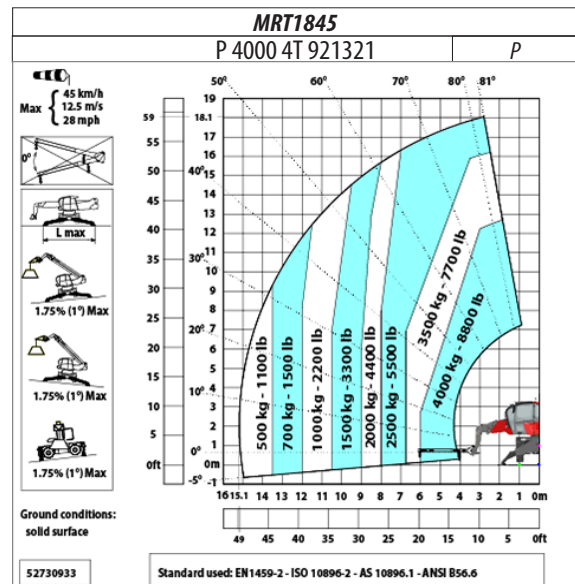 MRT1845
P 4000 4T 921321 P
Max
45 km/h
12.5 m/s
28 mph
0°
L max
1.75% (1°) Max
1.75% (1°) Max
1.75% (1°) Max
Ground conditions:
solid surface
52730933
50° 60° 70° 80° 81°
40°
30°
20°
10°
0°
-5°
59
55
50
45
40
35
30
25
20
15
10
5
0ft
19
18.1
17
16
15
14
13
12
11
10
9
8
7
6
5
4
3
2
1
0m
-1
500 kg - 1100 lb
700 kg - 1500 lb
1000 kg - 2200 lb
1500 kg -3300 lb
2000 kg - 4400 lb
2500 kg - 5500 lb
3500 kg - 7700 lb
4000 kg - 8800 lb
16 15.1 14 13 12 11 10 9 8 7 6 5 4 3 2 1 0m
49 45 40 35 30 25 20 15 10 5 0ft
Standard used: EN1459-2 - ISO 10896-2 - AS 10896.1 - ANSI B56.6